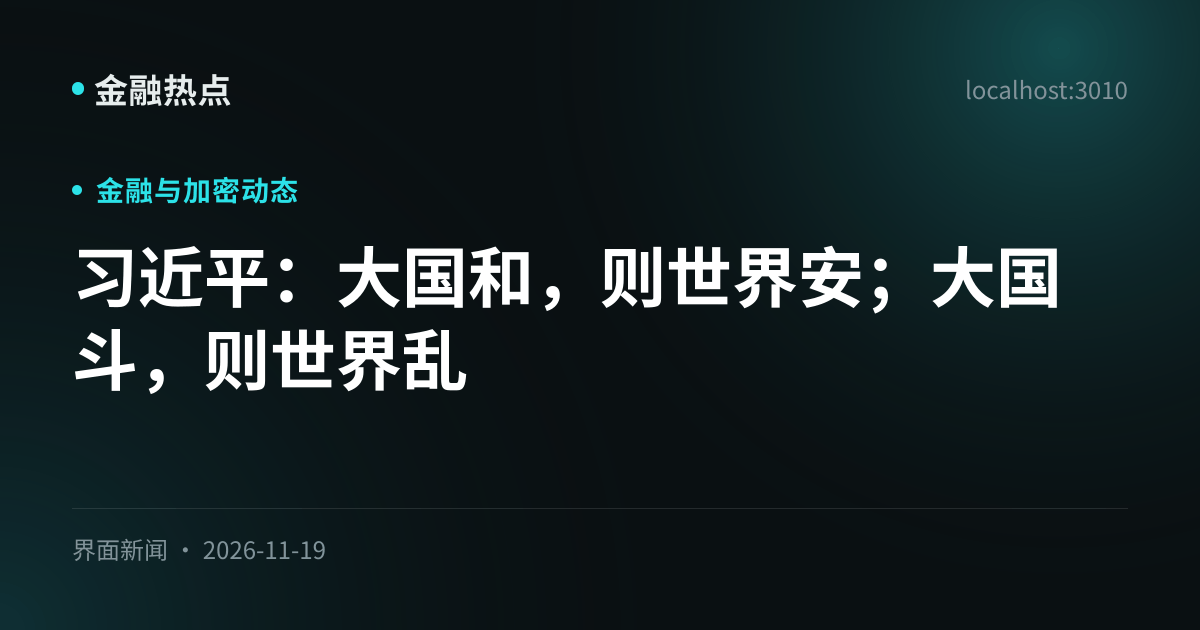 金融热点
localhost:3010
金融与加密动态
习近平：大国和，则世界安；大国
斗，则世界乱
界面新闻 • 2026-11-19